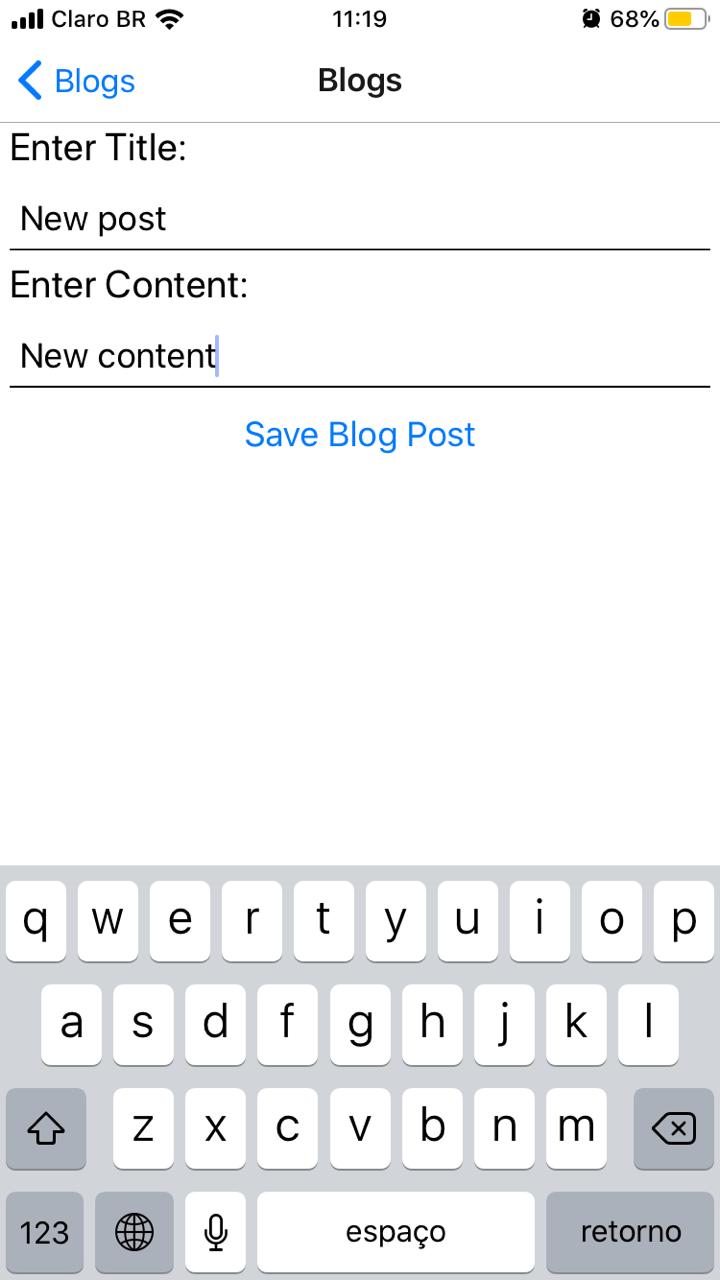 Claro BR 11:19 68%
Blogs Blogs
Enter Title:
New post
Enter Content:
New content
Save Blog Post
q w e r t y u i o p
a s d f g h j k l
z x c v b n m
123 espaço retorno